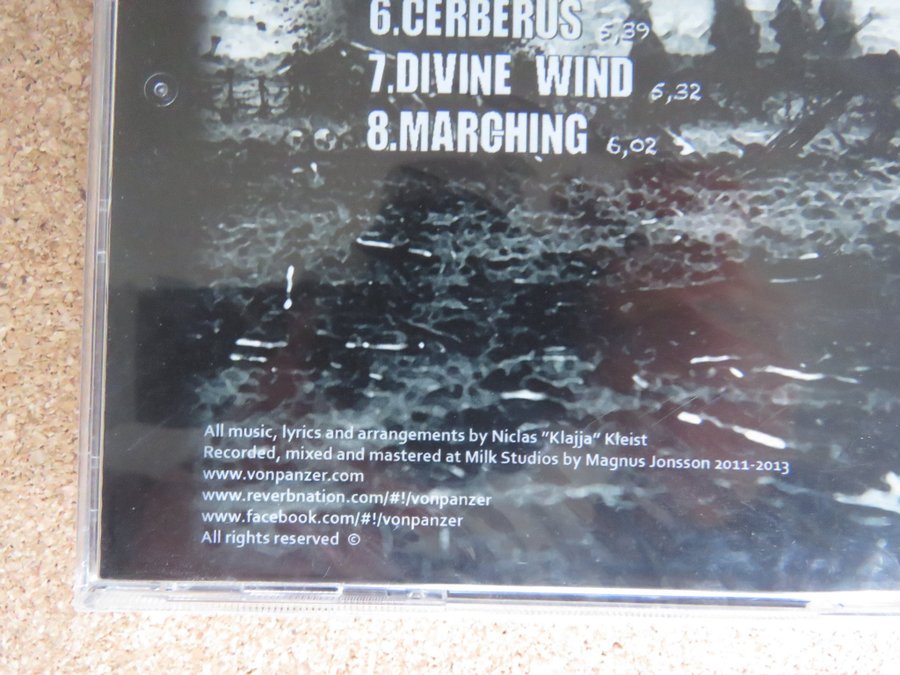 6.CERBERUS 5,39
7.DIVINE WIND 5,32
8.MARCHING 6,02
All music, lyrics and arrangements by Niclas "Klajja" Kleist
Recorded, mixed and mastered at Milk Studios by Magnus Jonsson 2011-2013
www.vonpanzer.com
www.reverbnation.com/#!/vonpanzer
www.facebook.com/#!/vonpanzer
All rights reserved ©